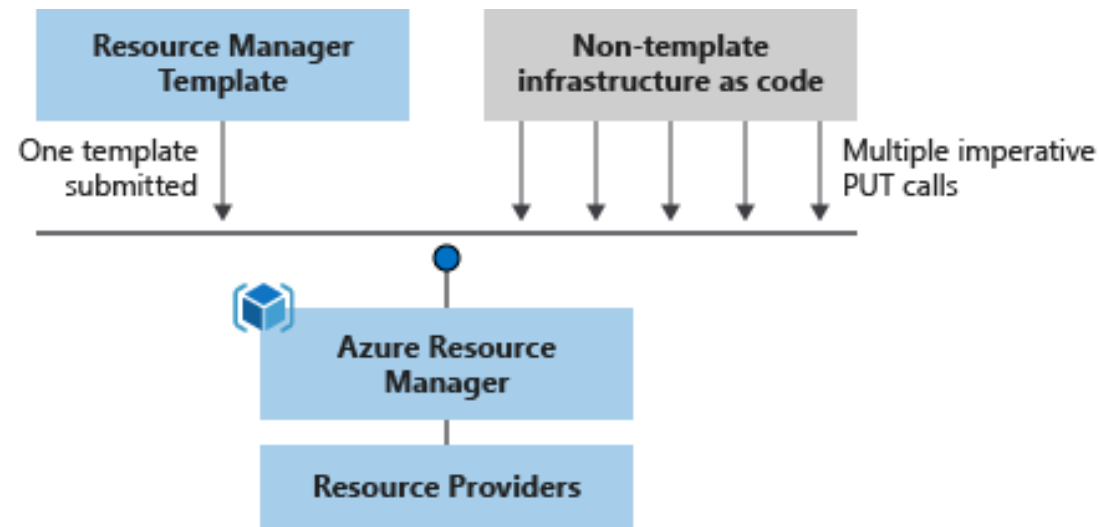 Resource Manager
Template
Non-template
infrastructure as code
One template
submitted
Multiple imperative
PUT calls
Azure Resource
Manager
Resource Providers